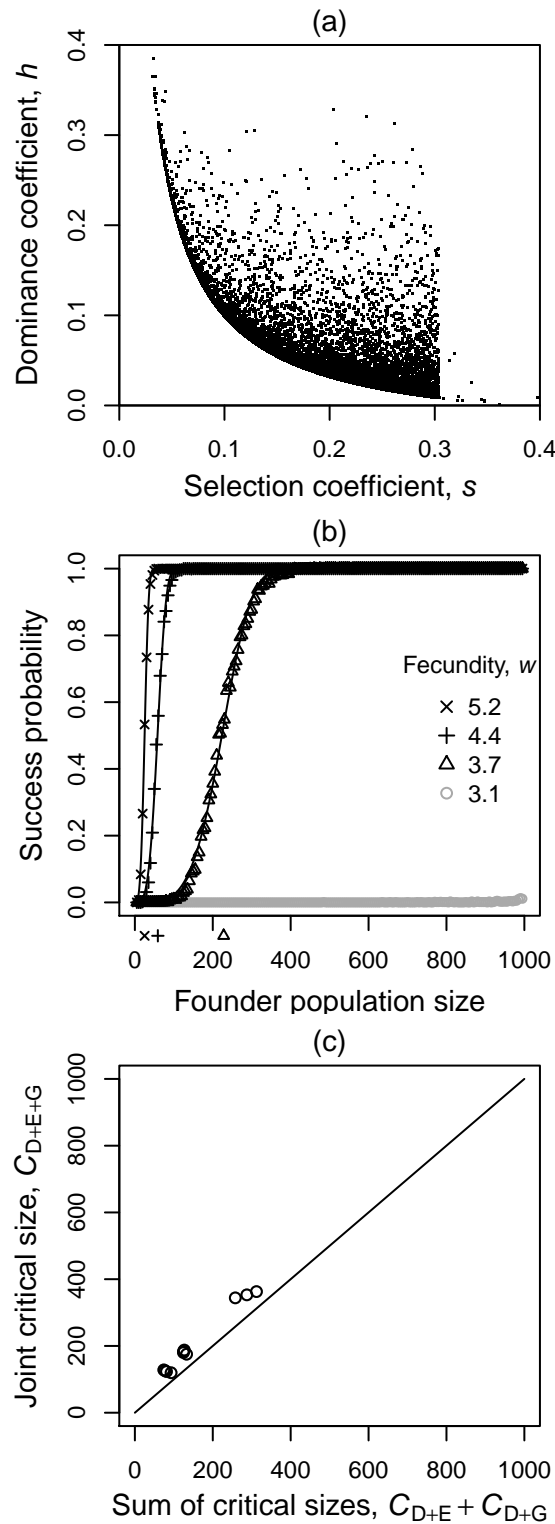 (a)
Dominance coefficient, h
0.4
0.3
0.2
0.1
0.0
0.0 0.1 0.2 0.3 0.4
Selection coefficient, s
(b)
Success probability
1.0
0.8
0.6
0.4
0.2
0.0
Fecundity, w
5.2
4.4
3.7
3.1
0 200 400 600 800 1000
Founder population size
(c)
Joint critical size, C_D+E+G
1000
800
600
400
200
0
0 200 400 600 800 1000
Sum of critical sizes, C_D+E + C_D+G